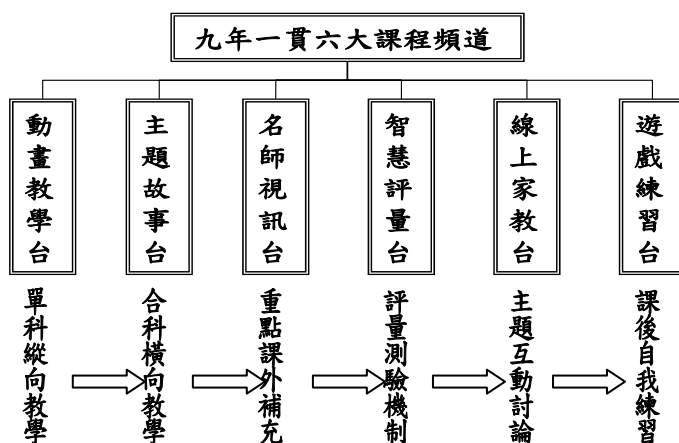 九年一貫六大課程頻道
動畫教學台
主題故事台
名師視訊台
智慧評量台
線上家教台
遊戲練習台
單科縱向教學
合科橫向教學
重點課外補充
評量測驗機制
主題互動討論
課後自我練習